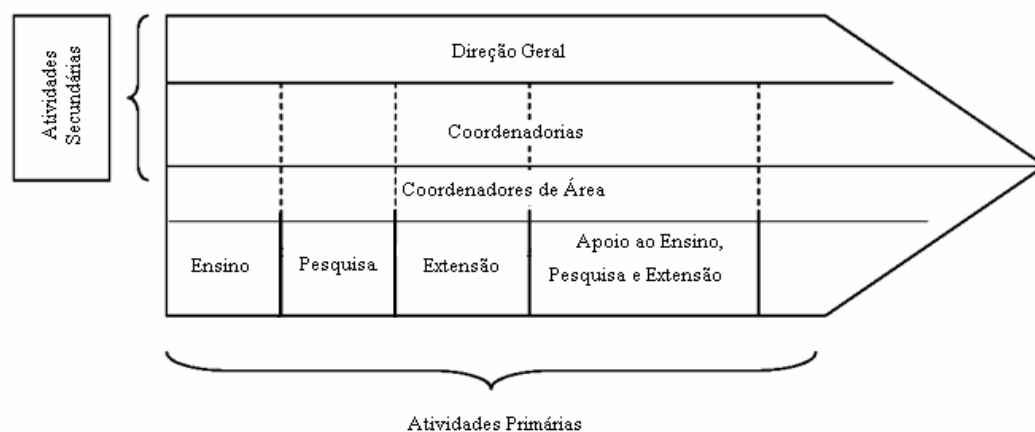 Atividades
Secundárias
Direção Geral
Coordenadorias
Coordenadores de Área
Ensino
Pesquisa
Extensão
Apoio ao Ensino,
Pesquisa e Extensão
Atividades Primárias